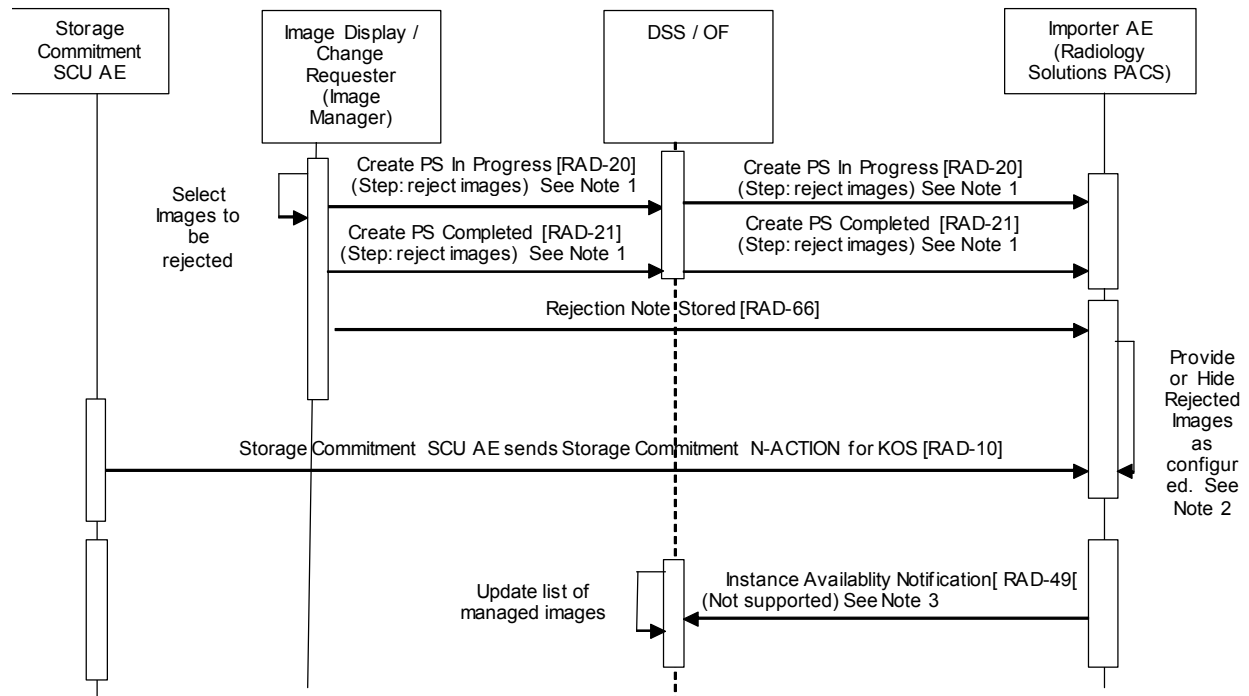 Storage
Commitment
SCU AE
Image Display /
Change
Requester
(Image
Manager)
DSS / OF
Importer AE
(Radiology
Solutions PACS)
Select
Images to
be
rejected
Create PS In Progress [RAD-20]
(Step: reject images) See Note 1
Create PS In Progress [RAD-20]
(Step: reject images) See Note 1
Create PS Completed [RAD-21]
(Step: reject images) See Note 1
Create PS Completed [RAD-21]
(Step: reject images) See Note 1
Rejection Note Stored [RAD-66]
Provide
or Hide
Rejected
Images
as
configur
ed. See
Note 2
Storage Commitment SCU AE sends Storage Commitment N-ACTION for KOS [RAD-10]
Update list of
managed images
Instance Availablity Notification[ RAD-49[
(Not supported) See Note 3